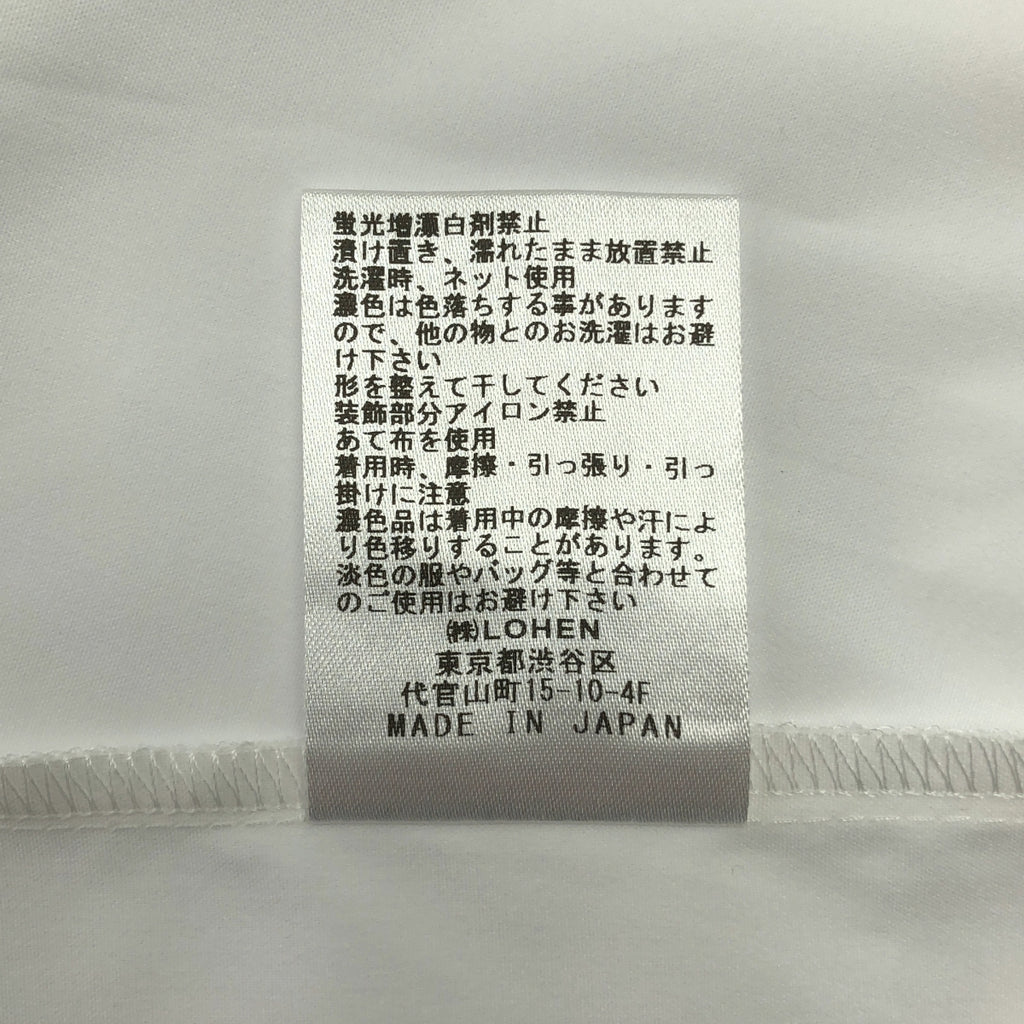 蛍光増瀑白剤禁止
漬け置き、濡れたまま放置禁止
洗濯時、ネット使用
濃色は色落ちする事があります
ので、他の物とのお洗濯はお避
け下さい
形を整えて干してください
装飾部分アイロン禁止
あて布を使用
着用時、摩擦・引っ張り・引っ
掛けに注意
濃色品は着用中の摩擦や汗によ
り色移りすることがあります。
淡色の服やバッグ等と合わせて
のご使用はお避け下さい
㈱LOHEN
東京都渋谷区
代官山町15-10-4F
MADE IN JAPAN